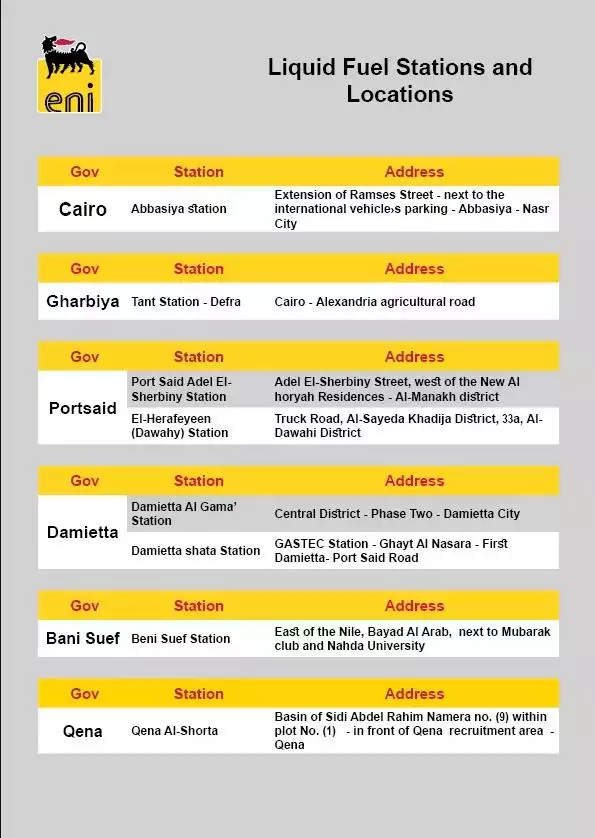 eni
Liquid Fuel Stations and
Locations
Gov Station Address
Cairo Abbasiya station
Extension of Ramses Street - next to the
international vehicle›s parking - Abbasiya - Nasr
City
Gov Station Address
Gharbiya Tant Station - Defra Cairo - Alexandria agricultural road
Gov Station Address
Portsaid
Port Said Adel El-
Sherbiny Station
Adel El-Sherbiny Street, west of the New Al
horyah Residences - Al-Manakh district
El-Herafeyeen
(Dawahy) Station
Truck Road, Al-Sayeda Khadija District, 33a, Al-
Dawahi District
Gov Station Address
Damietta
Damietta Al Gama’
Station
Central District - Phase Two - Damietta City
Damietta shata Station
GASTEC Station - Ghayt Al Nasara - First
Damietta- Port Said Road
Gov Station Address
Bani Suef Beni Suef Station
East of the Nile, Bayad Al Arab, next to Mubarak
club and Nahda University
Gov Station Address
Qena Qena Al-Shorta
Basin of Sidi Abdel Rahim Namera no. (9) within
plot No. (1) - in front of Qena recruitment area -
Qena